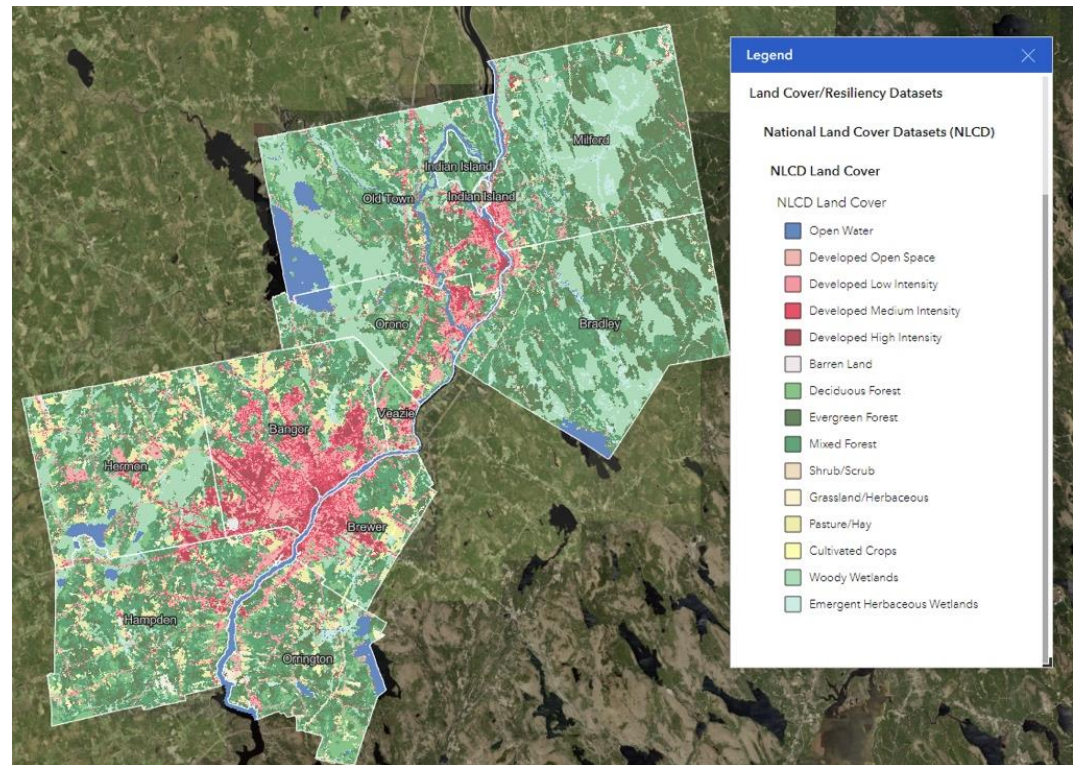 Legend
Land Cover/Resiliency Datasets
National Land Cover Datasets (NLCD)
NLCD Land Cover
NLCD Land Cover
Open Water
Developed Open Space
Developed Low Intensity
Developed Medium Intensity
Developed High Intensity
Barren Land
Deciduous Forest
Evergreen Forest
Mixed Forest
Shrub/Scrub
Grassland/Herbaceous
Pasture/Hay
Cultivated Crops
Woody Wetlands
Emergent Herbaceous Wetlands
Milford
Indian Island
Old Town
Indian Island
Orono
Bradley
Veazie
Bangor
Hermon
Brewer
Hampden
Orrington